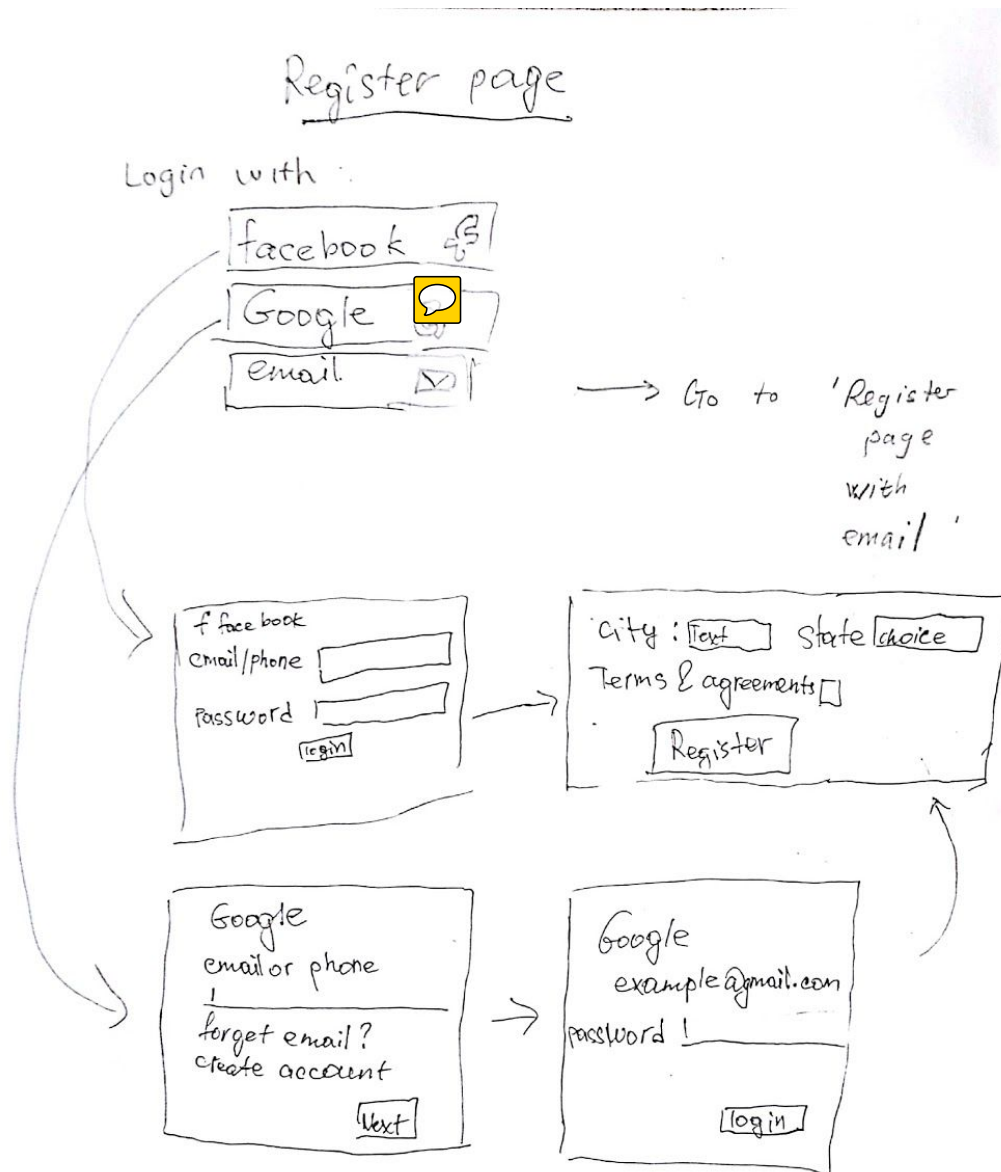 Register page
Login with :
facebook
Google
email
Go to 'Register
page
with
email'
f facebook
email/phone
Password
login
City : Text State choice
Terms & agreements
Register
Google
email or phone
forget email?
create account
Next
Google
example@gmail.com
password
login